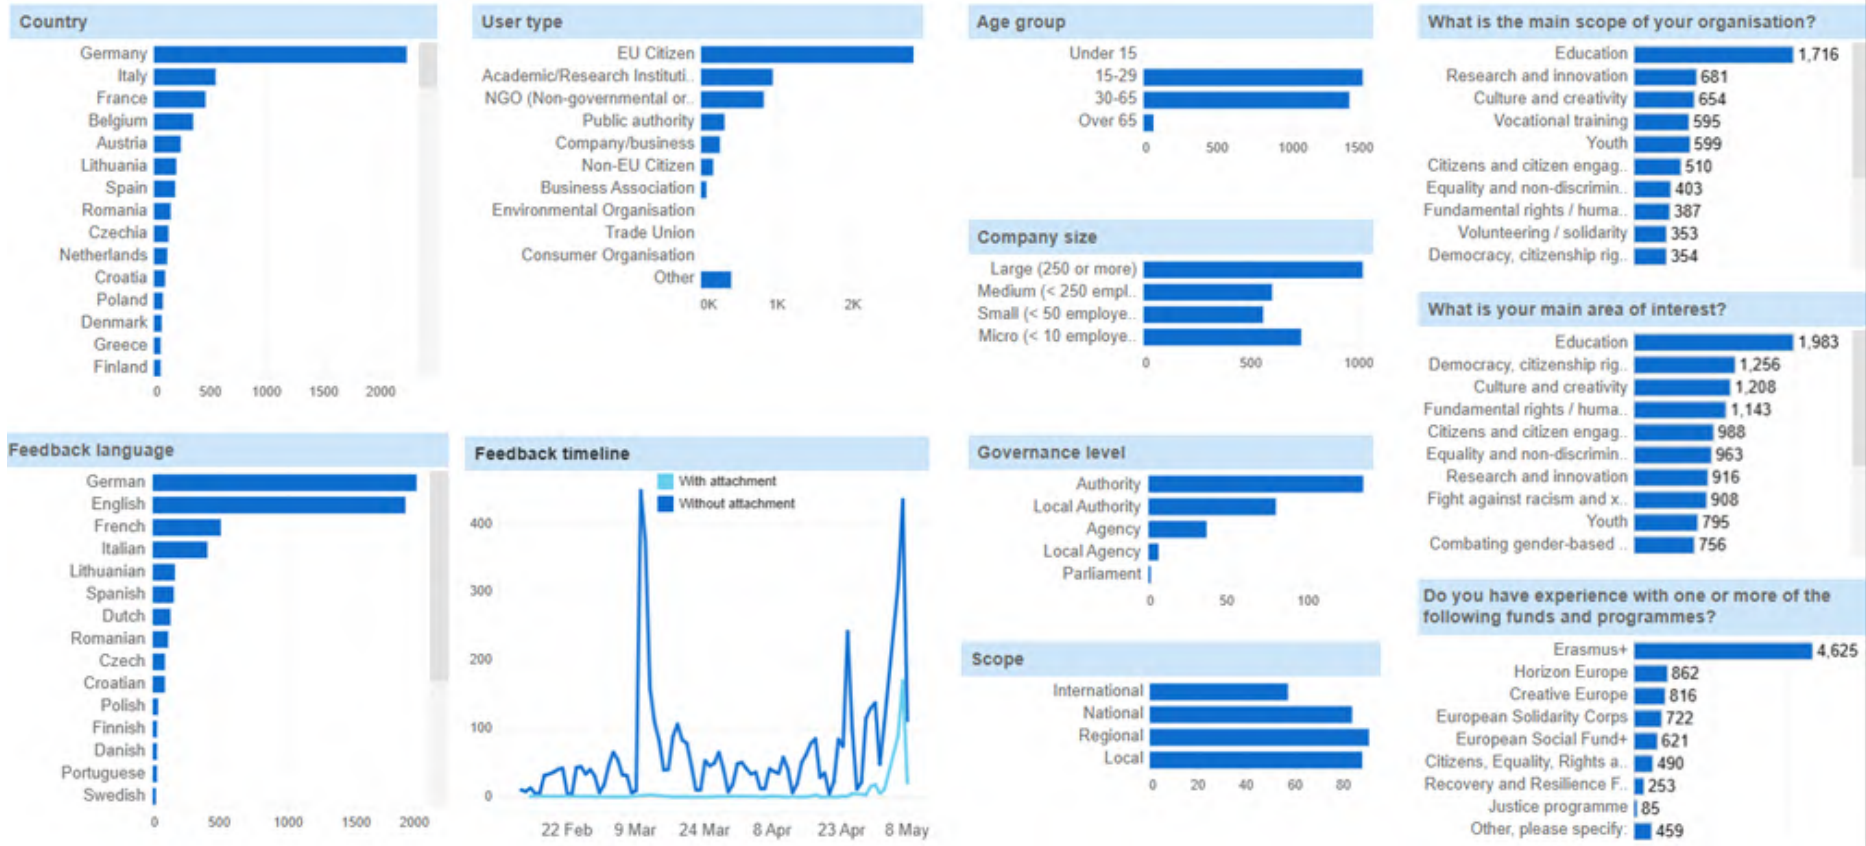 Country
Germany
Italy
France
Belgium
Austria
Lithuania
Spain
Romania
Czechia
Netherlands
Croatia
Poland
Denmark
Greece
Finland
0 500 1000 1500 2000
User type
EU Citizen
Academic/Research Instituti..
NGO (Non-governmental or..
Public authority
Company/business
Non-EU Citizen
Business Association
Environmental Organisation
Trade Union
Consumer Organisation
Other
0K 1K 2K
Age group
Under 15
15-29
30-65
Over 65
0 500 1000 1500
Company size
Large (250 or more)
Medium (< 250 empl..
Small (< 50 employe..
Micro (< 10 employe..
0 500 1000
What is the main scope of your organisation?
Education 1,716
Research and innovation 681
Culture and creativity 654
Vocational training 595
Youth 599
Citizens and citizen engag.. 510
Equality and non-discrimin.. 403
Fundamental rights / huma.. 387
Volunteering / solidarity 353
Democracy, citizenship rig.. 354
What is your main area of interest?
Education 1,983
Democracy, citizenship rig.. 1,256
Culture and creativity 1,208
Fundamental rights / huma.. 1,143
Citizens and citizen engag.. 988
Equality and non-discrimin.. 963
Research and innovation 916
Fight against racism and x.. 908
Youth 795
Combating gender-based .. 756
Feedback language
German
English
French
Italian
Lithuanian
Spanish
Dutch
Romanian
Czech
Croatian
Polish
Finnish
Danish
Portuguese
Swedish
0 500 1000 1500 2000
Feedback timeline
With attachment
Without attachment
400
300
200
100
0
22 Feb 9 Mar 24 Mar 8 Apr 23 Apr 8 May
Governance level
Authority
Local Authority
Agency
Local Agency
Parliament
0 50 100
Scope
International
National
Regional
Local
0 20 40 60 80
Do you have experience with one or more of the
following funds and programmes?
Erasmus+ 4,625
Horizon Europe 862
Creative Europe 816
European Solidarity Corps 722
European Social Fund+ 621
Citizens, Equality, Rights a.. 490
Recovery and Resilience F.. 253
Justice programme 85
Other, please specify: 459